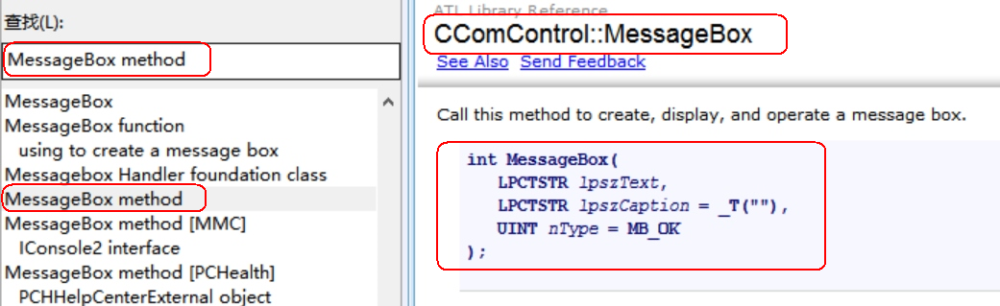 查找(L):
MessageBox method
MessageBox
MessageBox function
using to create a message box
Messagebox Handler foundation class
MessageBox method
MessageBox method [MMC]
IConsole2 interface
MessageBox method [PCHealth]
PCHHelpCenterExternal object
ATL Library Reference
CComControl::MessageBox
See Also Send Feedback
Call this method to create, display, and operate a message box.
int MessageBox(
LPCTSTR lpszText,
LPCTSTR lpszCaption = _T(""),
UINT nType = MB_OK
);